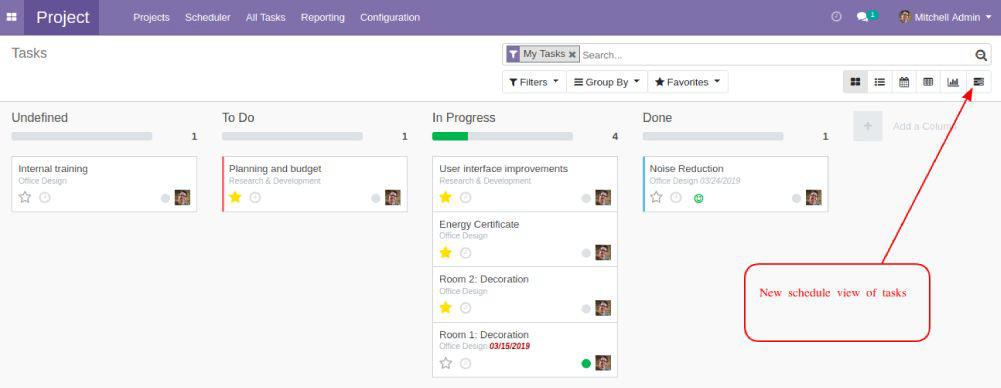 Project
Projects Scheduler All Tasks Reporting Configuration
1
Mitchell Admin
Tasks
My Tasks
Search...
Filters
Group By
Favorites
Undefined
1
To Do
1
In Progress
4
Done
1
Add a Column
Internal training
Office Design
Planning and budget
Research & Development
User interface improvements
Research & Development
Energy Certificate
Office Design
Room 2: Decoration
Office Design
Room 1: Decoration
Office Design 03/15/2019
Noise Reduction
Office Design 03/24/2019
New schedule view of tasks